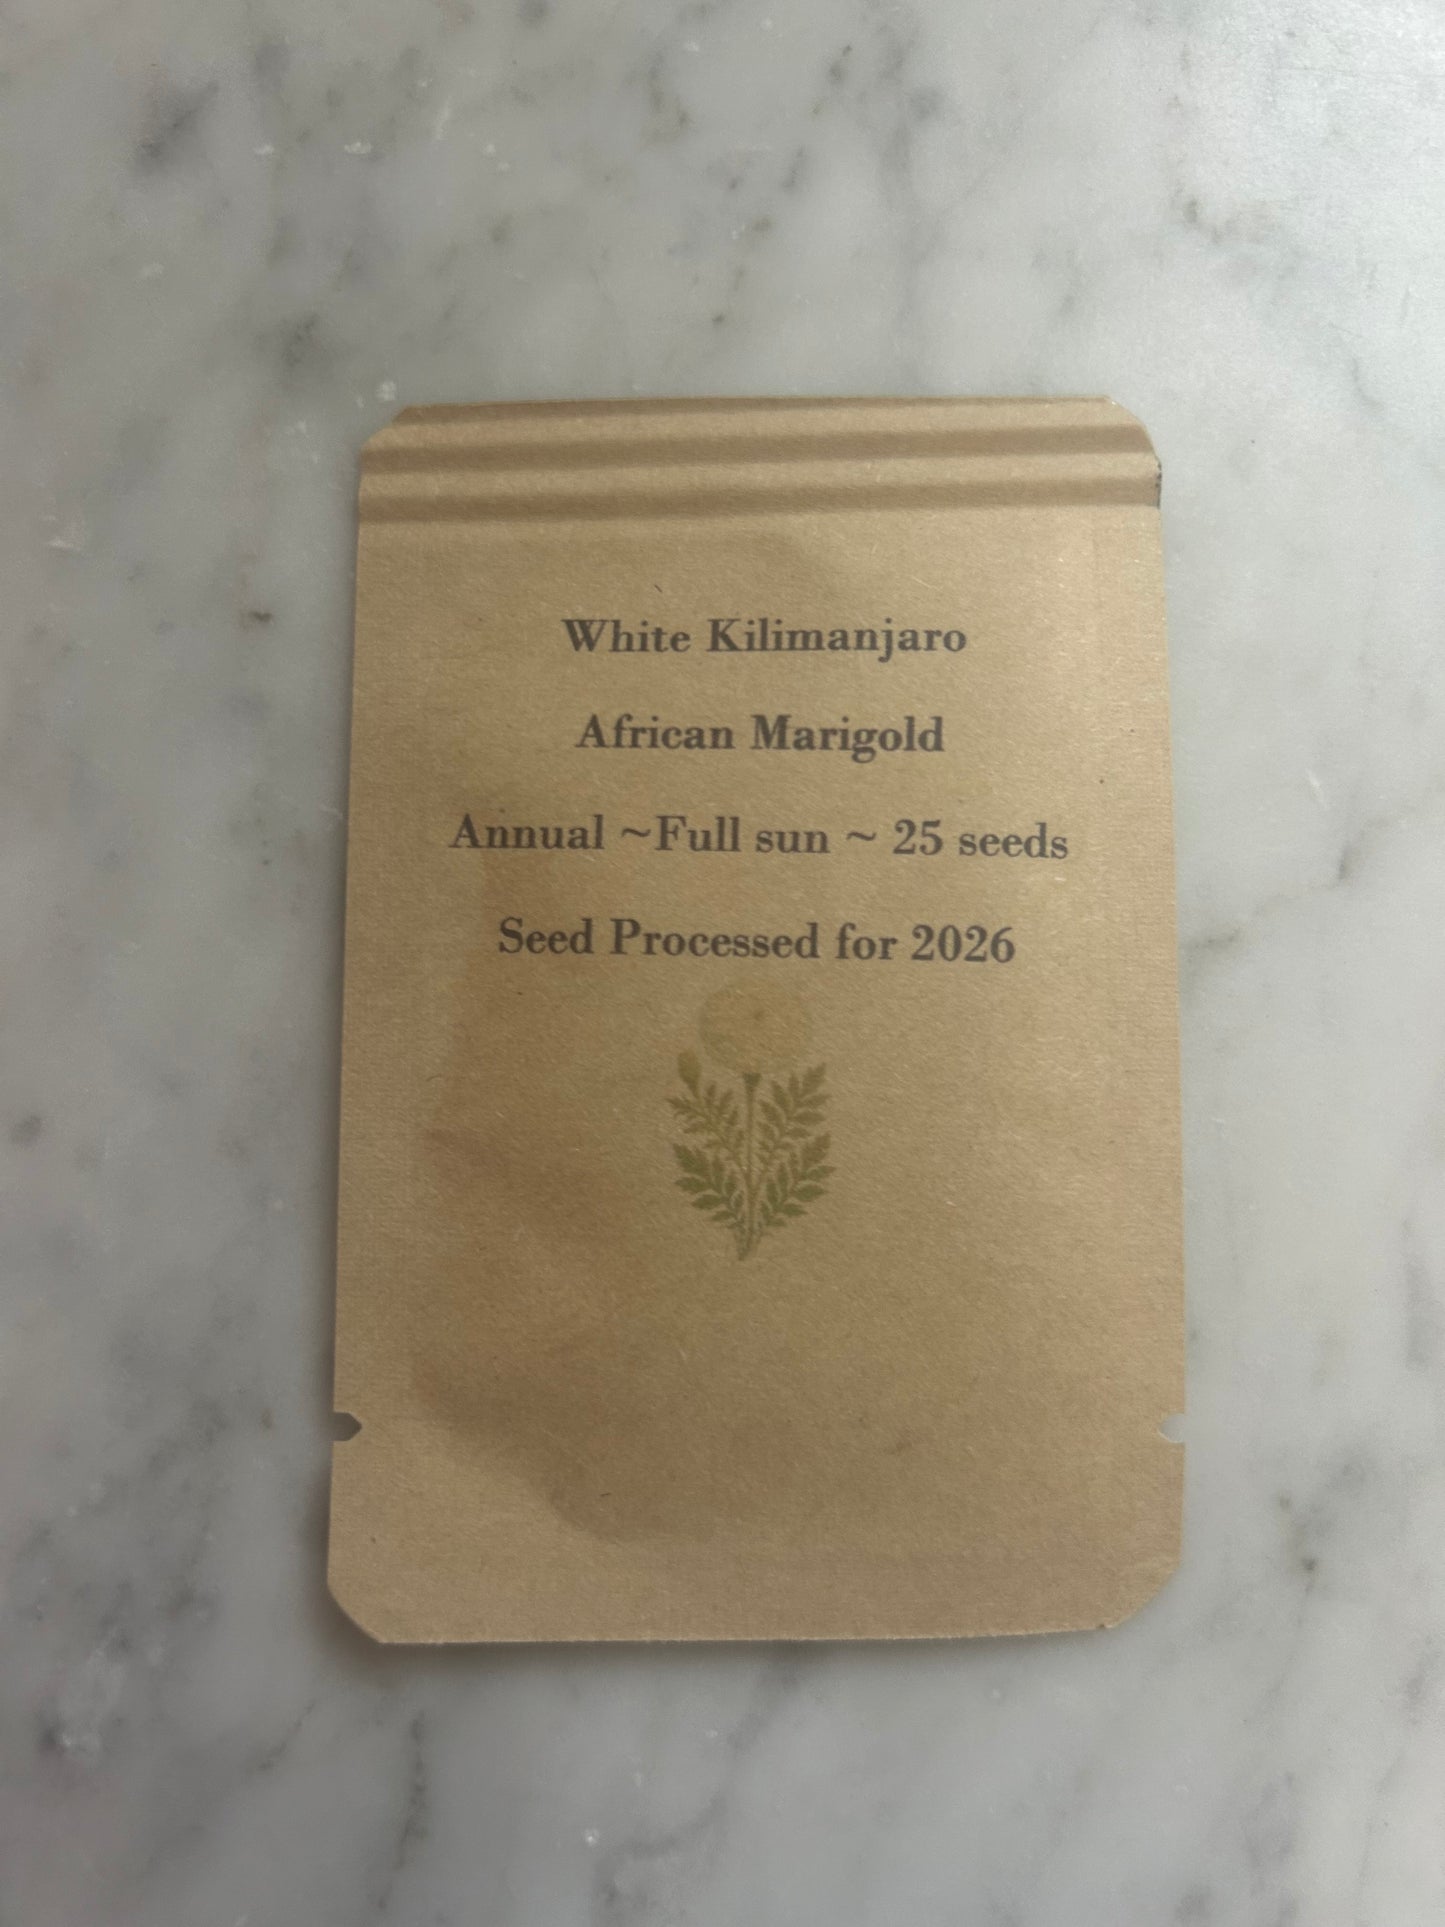 White Kilimanjaro
African Marigold
Annual ~Full sun ~ 25 seeds
Seed Processed for 2026